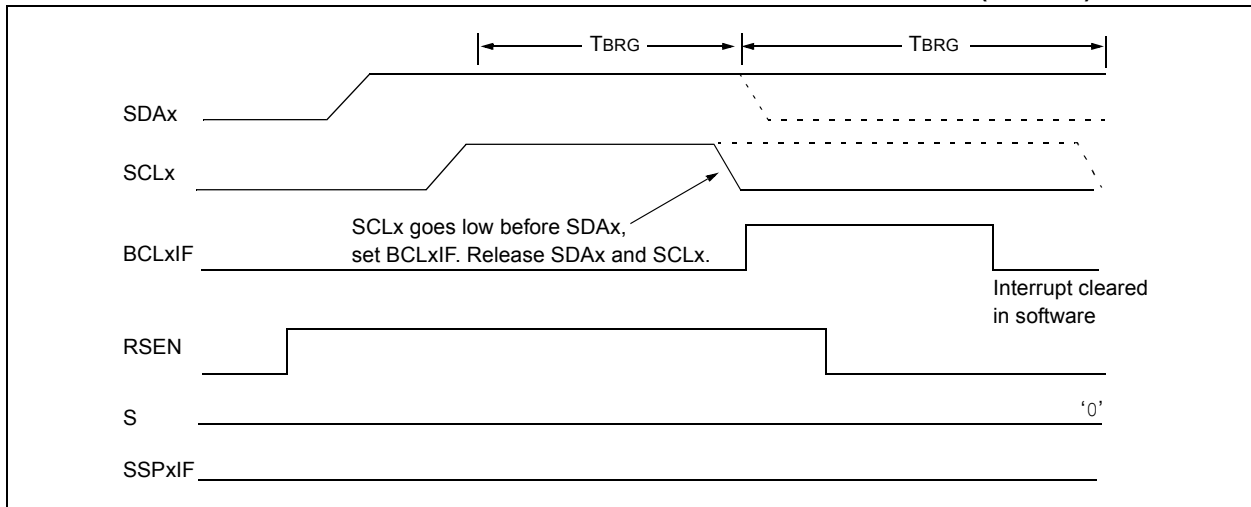 TBRG
TBRG
SDAx
SCLx
SCLx goes low before SDAx,
set BCLxIF. Release SDAx and SCLx.
BCLxIF
Interrupt cleared
in software
RSEN
S
‘0’
SSPxIF